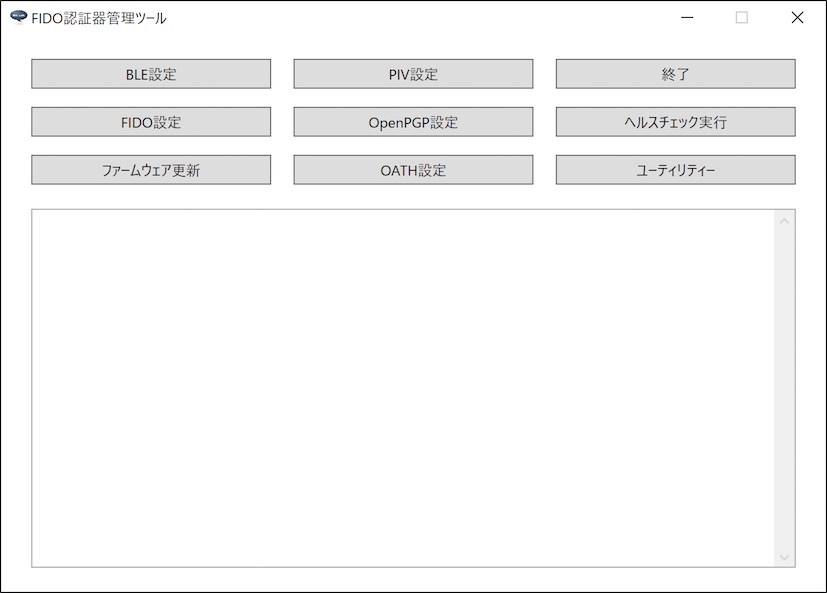 FIDO認証器管理ツール
BLE設定
PIV設定
終了
FIDO設定
OpenPGP設定
ヘルスチェック実行
ファームウェア更新
OATH設定
ユーティリティー